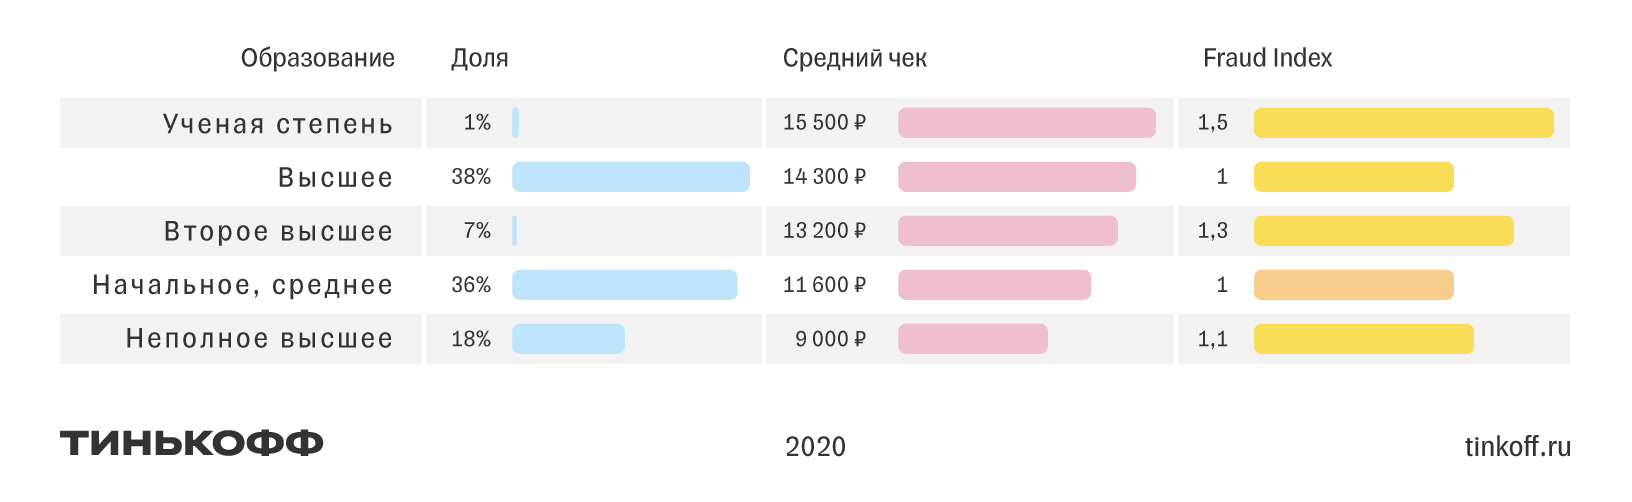 Образование Доля Средний чек Fraud Index
Ученая степень 1% 15 500 ₽ 1,5
Высшее 38% 14 300 ₽ 1
Второе высшее 7% 13 200 ₽ 1,3
Начальное, среднее 36% 11 600 ₽ 1
Неполное высшее 18% 9 000 ₽ 1,1
ТИНЬКОФФ 2020 tinkoff.ru